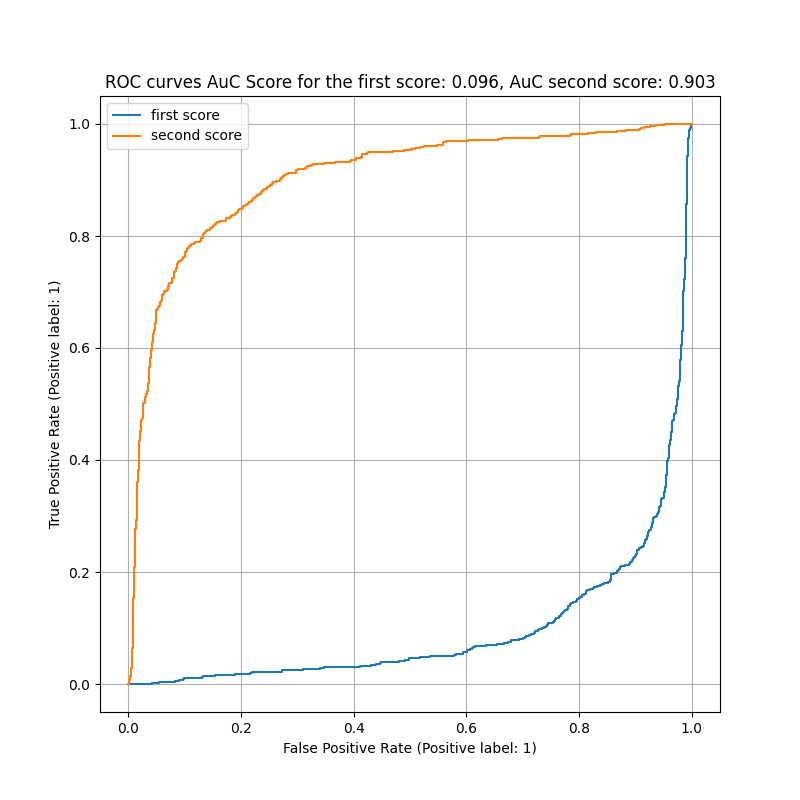 ROC curves AuC Score for the first score: 0.096, AuC second score: 0.903
first score
second score
1.0
0.8
0.6
0.4
0.2
0.0
True Positive Rate (Positive label: 1)
0.0 0.2 0.4 0.6 0.8 1.0
False Positive Rate (Positive label: 1)